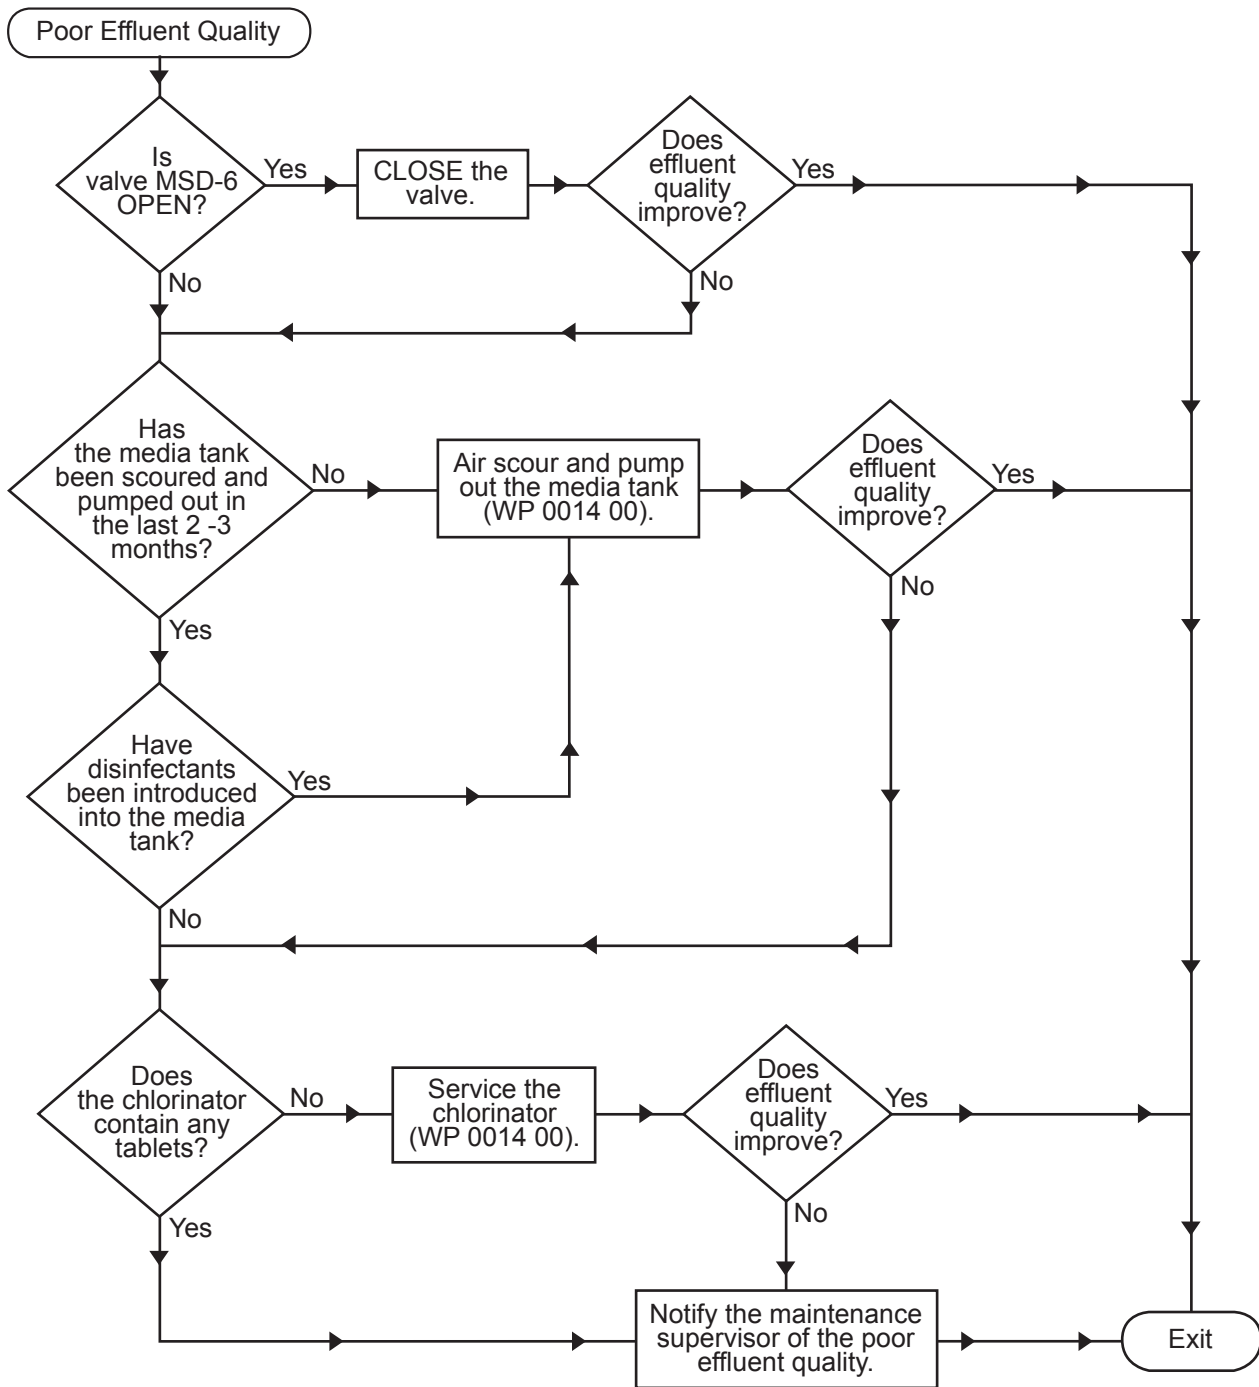 Poor Effluent Quality
Is
valve MSD-6
OPEN?
Yes
CLOSE the
valve.
Does
effluent
quality
improve?
Yes
No
No
Has
the media tank
been scoured and
pumped out in
the last 2 -3
months?
No
Air scour and pump
out the media tank
(WP 0014 00).
Does
effluent
quality
improve?
Yes
No
Yes
Have
disinfectants
been introduced
into the media
tank?
Yes
No
Does
the chlorinator
contain any
tablets?
No
Service the
chlorinator
(WP 0014 00).
Does
effluent
quality
improve?
Yes
No
Yes
Notify the maintenance
supervisor of the poor
effluent quality.
Exit